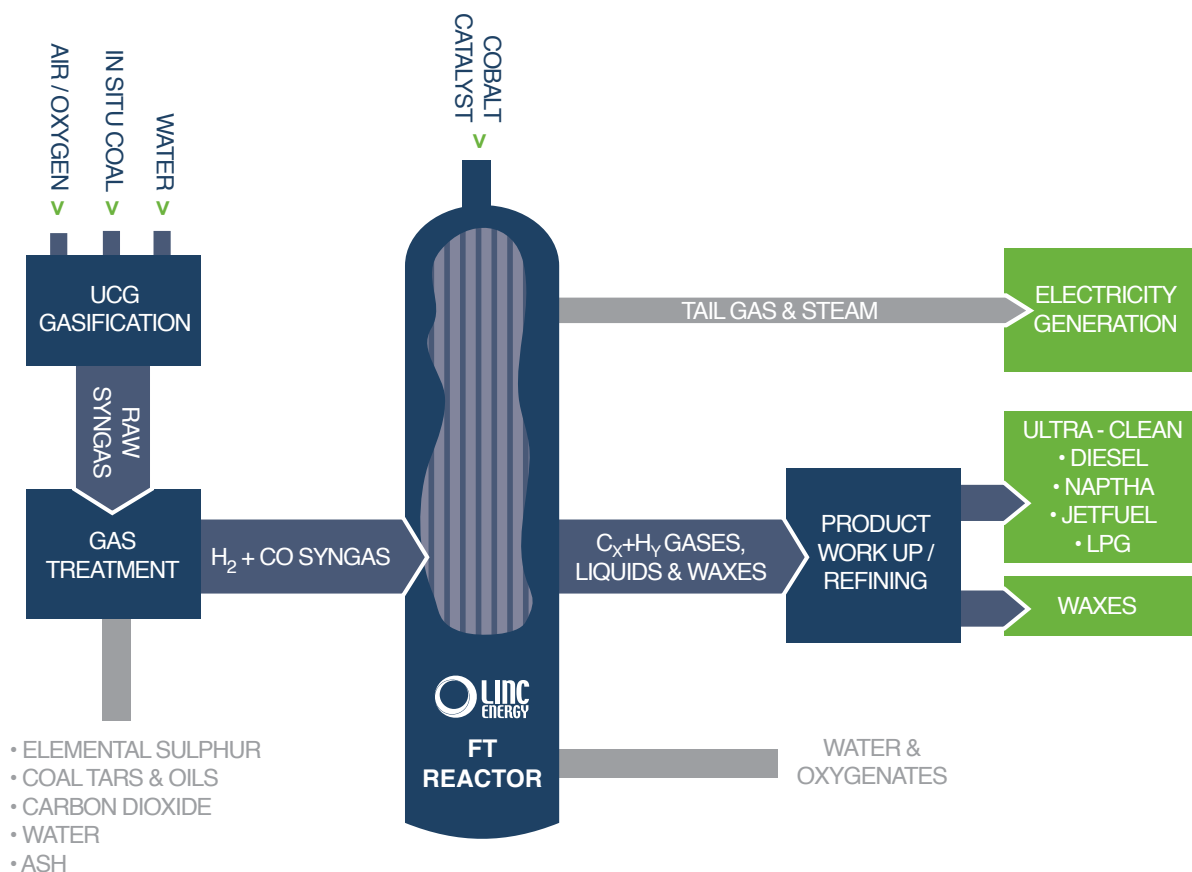 AIR / OXYGEN
IN SITU COAL
WATER
COBALT
CATALYST
UCG
GASIFICATION
RAW
SYNGAS
GAS
TREATMENT
H₂ + CO SYNGAS
• ELEMENTAL SULPHUR
• COAL TARS & OILS
• CARBON DIOXIDE
• WATER
• ASH
LINC
ENERGY
FT
REACTOR
TAIL GAS & STEAM
ELECTRICITY
GENERATION
CX+HY GASES,
LIQUIDS & WAXES
PRODUCT
WORK UP /
REFINING
ULTRA - CLEAN
• DIESEL
• NAPTHA
• JETFUEL
• LPG
WAXES
WATER &
OXYGENATES